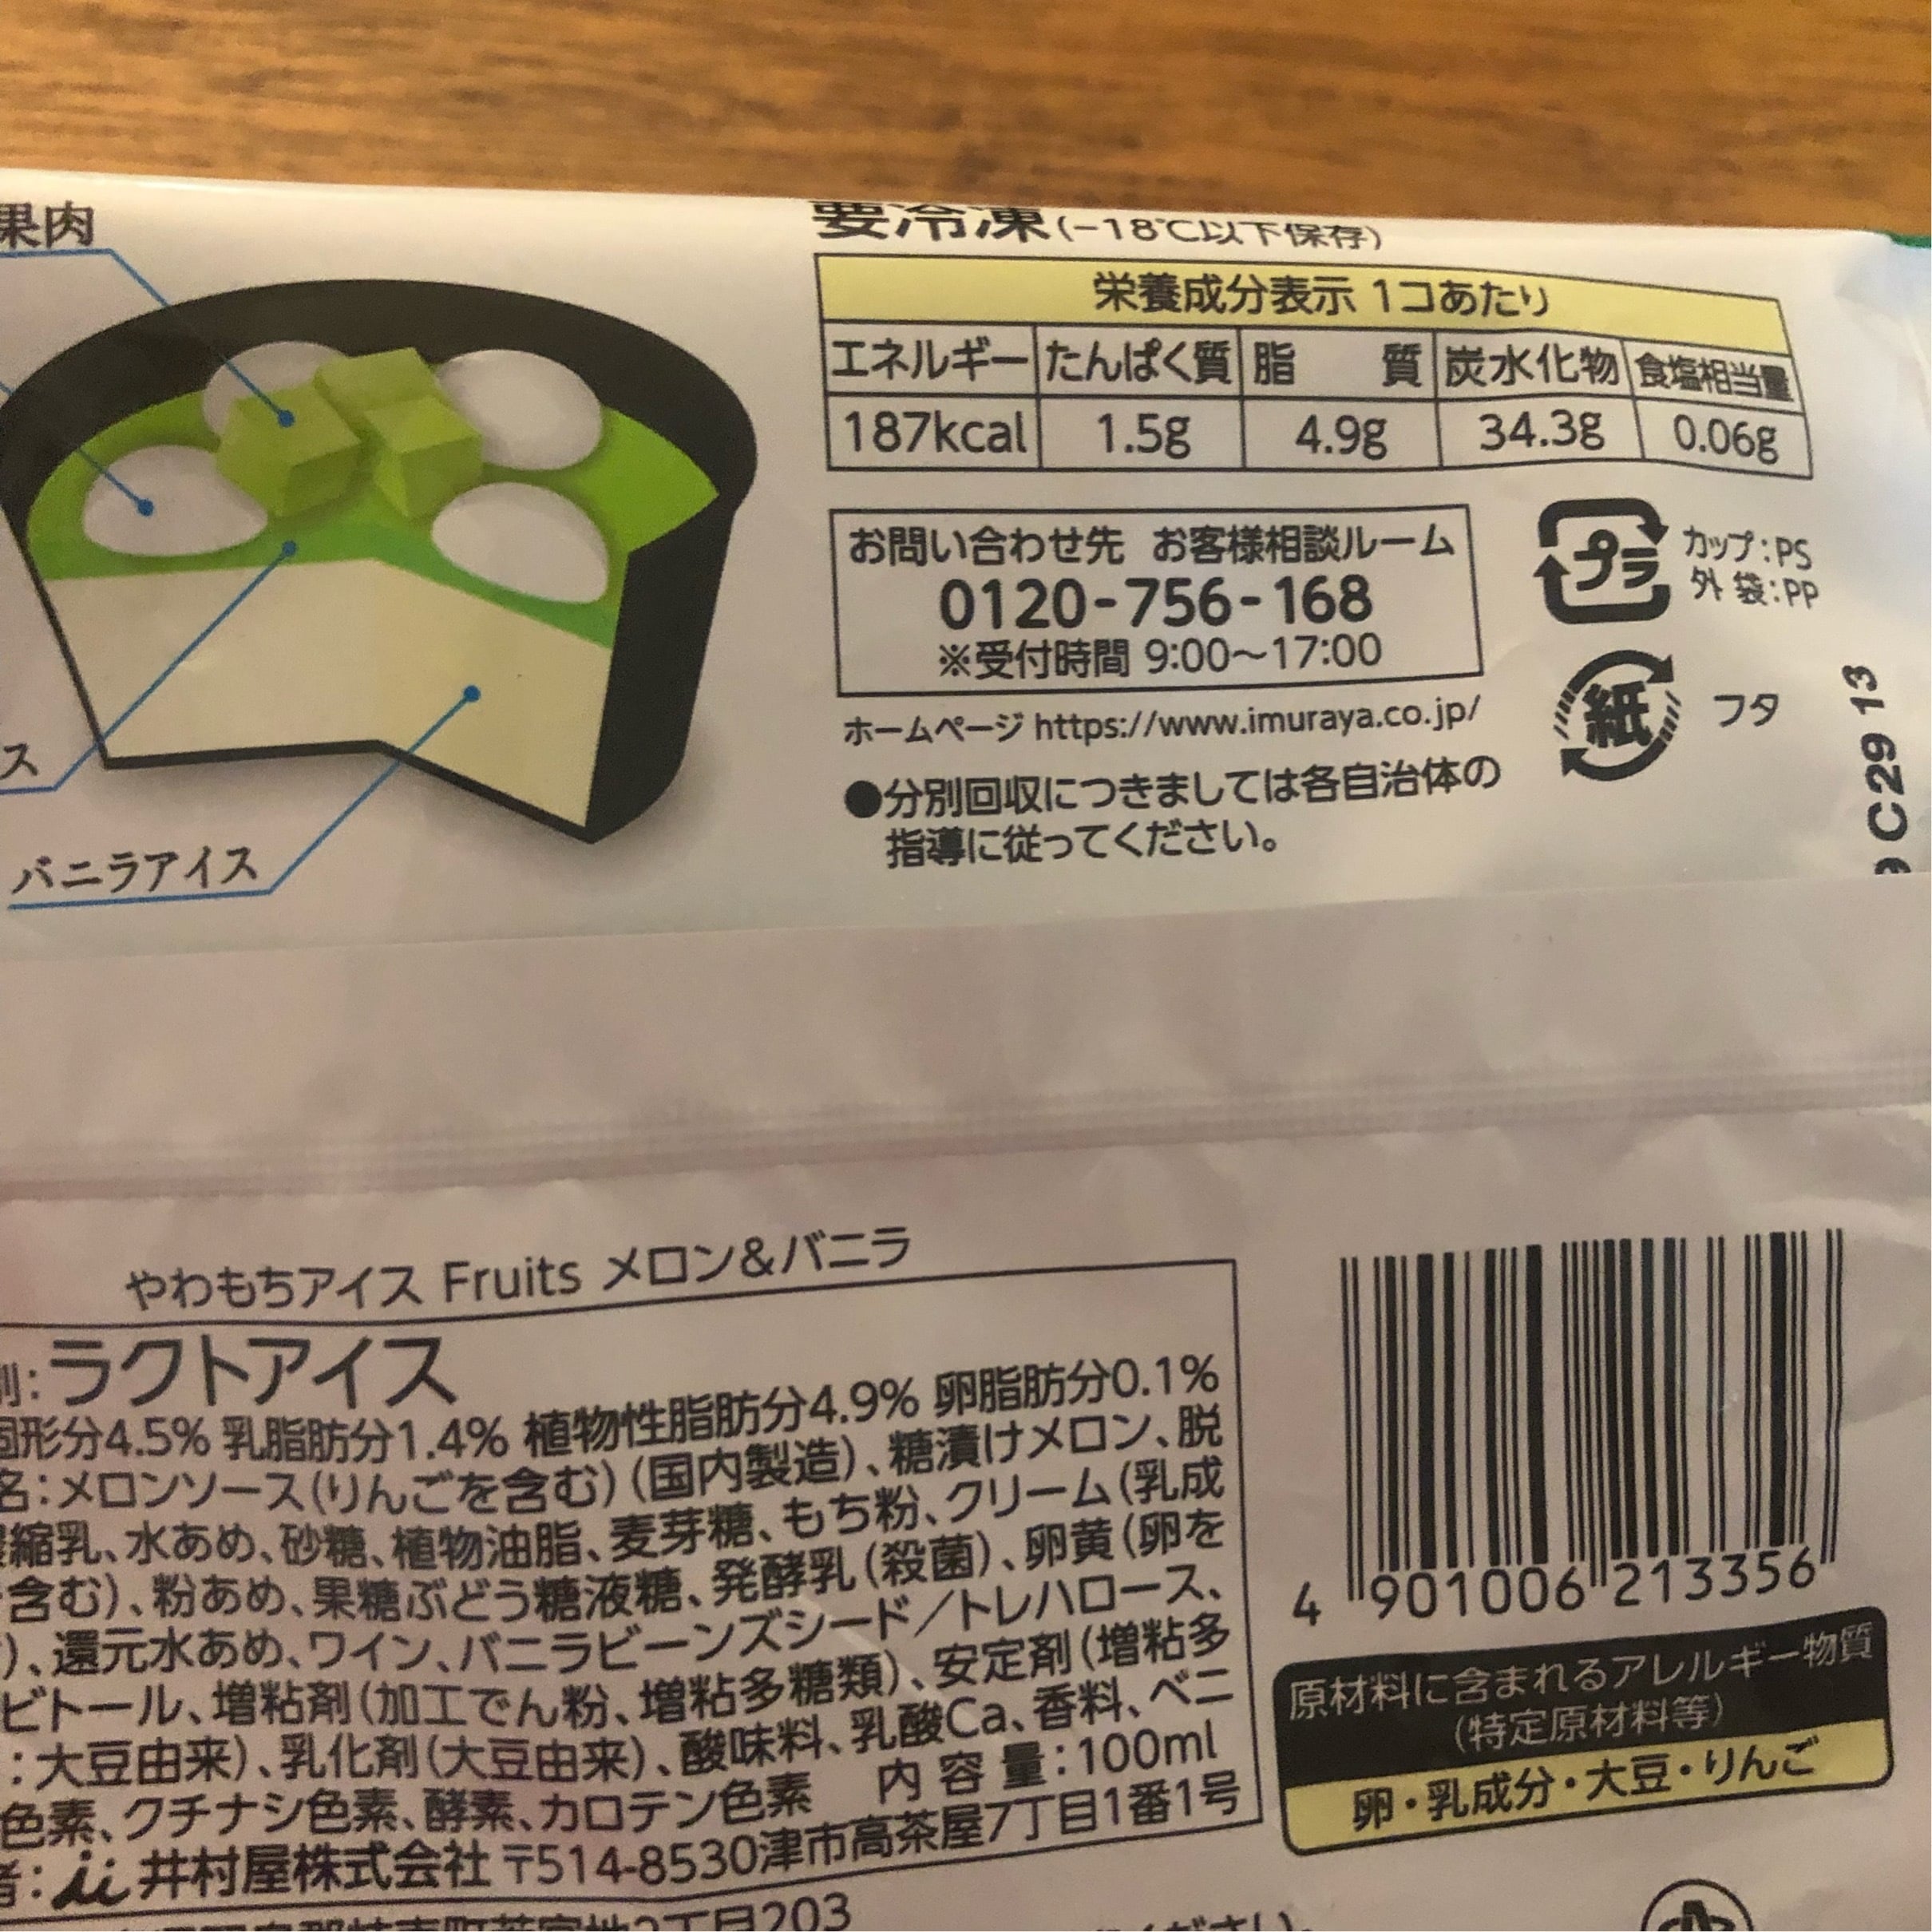 果肉
ス
バニラアイス
要冷凍(-18℃以下保存)
栄養成分表示 1コあたり
エネルギー たんぱく質 脂 質 炭水化物 食塩相当量
187kcal 1.5g 4.9g 34.3g 0.06g
お問い合わせ先 お客様相談ルーム
0120-756-168
※受付時間 9:00～17:00
ホームページ https://www.imuraya.co.jp/
●分別回収につきましては各自治体の
指導に従ってください。
プラ
カップ:PS
外 袋:PP
紙
フタ
C29 13
やわもちアイス Fruits メロン&バニラ
別:ラクトアイス
固形分4.5% 乳脂肪分1.4% 植物性脂肪分4.9% 卵脂肪分0.1%
名:メロンソース(りんごを含む)(国内製造)、糖漬けメロン、脱
縮乳、水あめ、砂糖、植物油脂、麦芽糖、もち粉、クリーム(乳成
含む)、粉あめ、果糖ぶどう糖液糖、発酵乳(殺菌)、卵黄(卵を
)、還元水あめ、ワイン、バニラビーンズシード/トレハロース、
ビトール、増粘剤(加工でん粉、増粘多糖類)、安定剤(増粘多
:大豆由来)、乳化剤(大豆由来)、酸味料、乳酸Ca、香料、ベニ
色素、クチナシ色素、酵素、カロテン色素 内 容 量:100ml
者:井村屋株式会社 〒514-8530津市高茶屋7丁目1番1号
2丁目203
ください。
4 901006 213356
原材料に含まれるアレルギー物質
(特定原材料等)
卵・乳成分・大豆・りんご